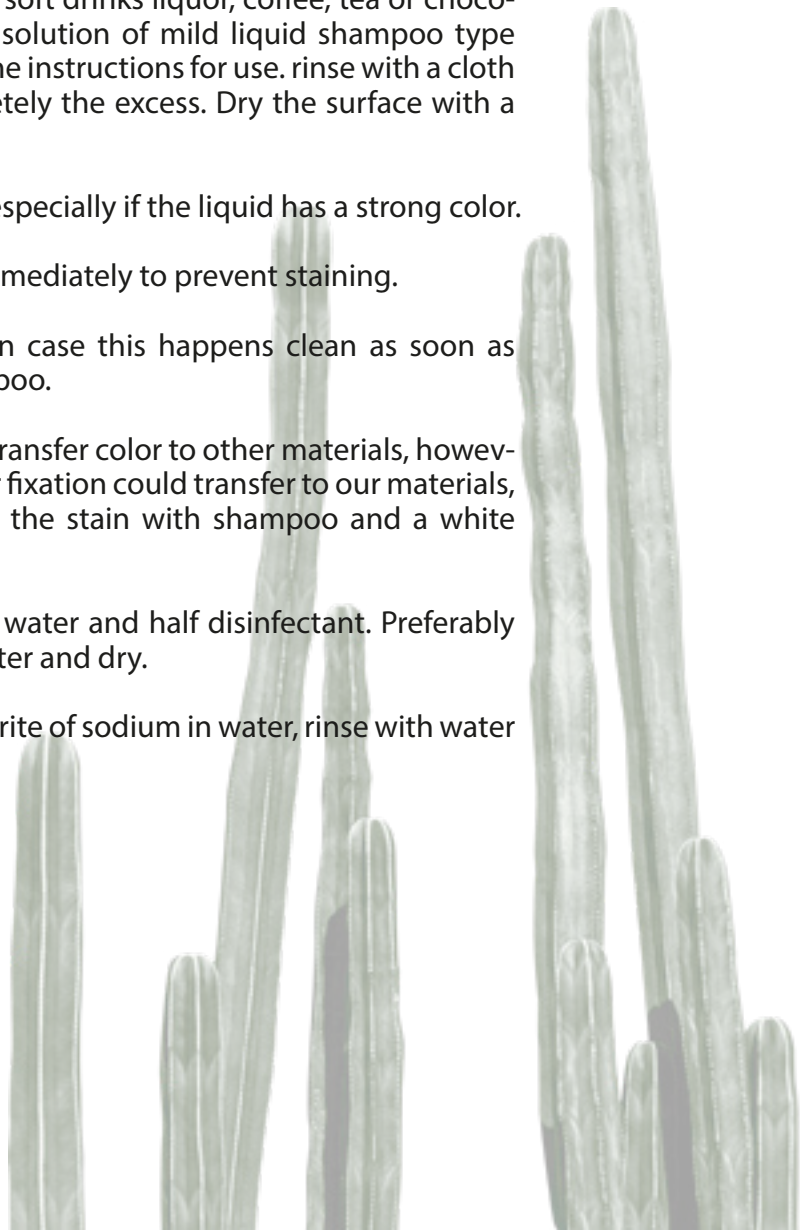 soft drinks liquor, coffee, tea or choco-
solution of mild liquid shampoo type
ne instructions for use. rinse with a cloth
etely the excess. Dry the surface with a
especially if the liquid has a strong color.
mediately to prevent staining.
n case this happens clean as soon as
poo.
ransfer color to other materials, howev-
r fixation could transfer to our materials,
the stain with shampoo and a white
water and half disinfectant. Preferably
ter and dry.
rite of sodium in water, rinse with water